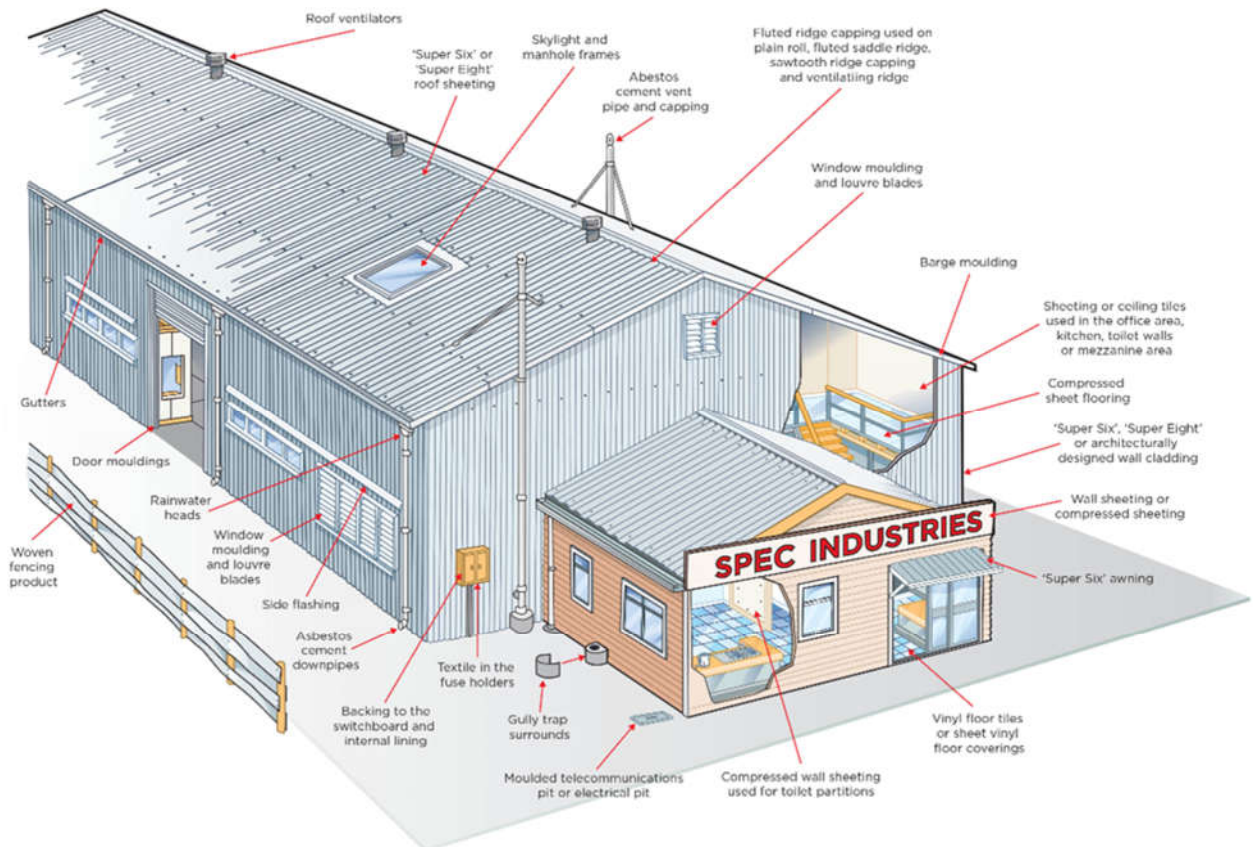 Roof ventilators
'Super Six' or
'Super Eight'
roof sheeting
Skylight and
manhole frames
Abestos
cement vent
pipe and capping
Fluted ridge capping used on
plain roll, fluted saddle ridge,
sawtooth ridge capping
and ventilatiing ridge
Window moulding
and louvre blades
Barge moulding
Sheeting or ceiling tiles
used in the office area,
kitchen, toilet walls
or mezzanine area
Compressed
sheet flooring
'Super Six', 'Super Eight'
or architecturally
designed wall cladding
Wall sheeting or
compressed sheeting
SPEC INDUSTRIES
'Super Six' awning
Gutters
Door mouldings
Rainwater
heads
Window
moulding
and louvre
blades
Side flashing
Woven
fencing
product
Asbestos
cement
downpipes
Textile in the
fuse holders
Backing to the
switchboard and
internal lining
Gully trap
surrounds
Moulded telecommunications
pit or electrical pit
Compressed wall sheeting
used for toilet partitions
Vinyl floor tiles
or sheet vinyl
floor coverings